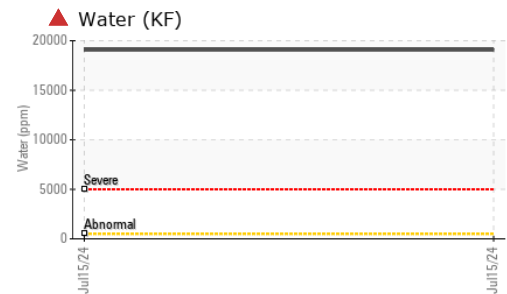 Water (KF)
20000
15000
10000
5000
0
Water (ppm)
Severe
Abnormal
Jul15/24
Jul15/24